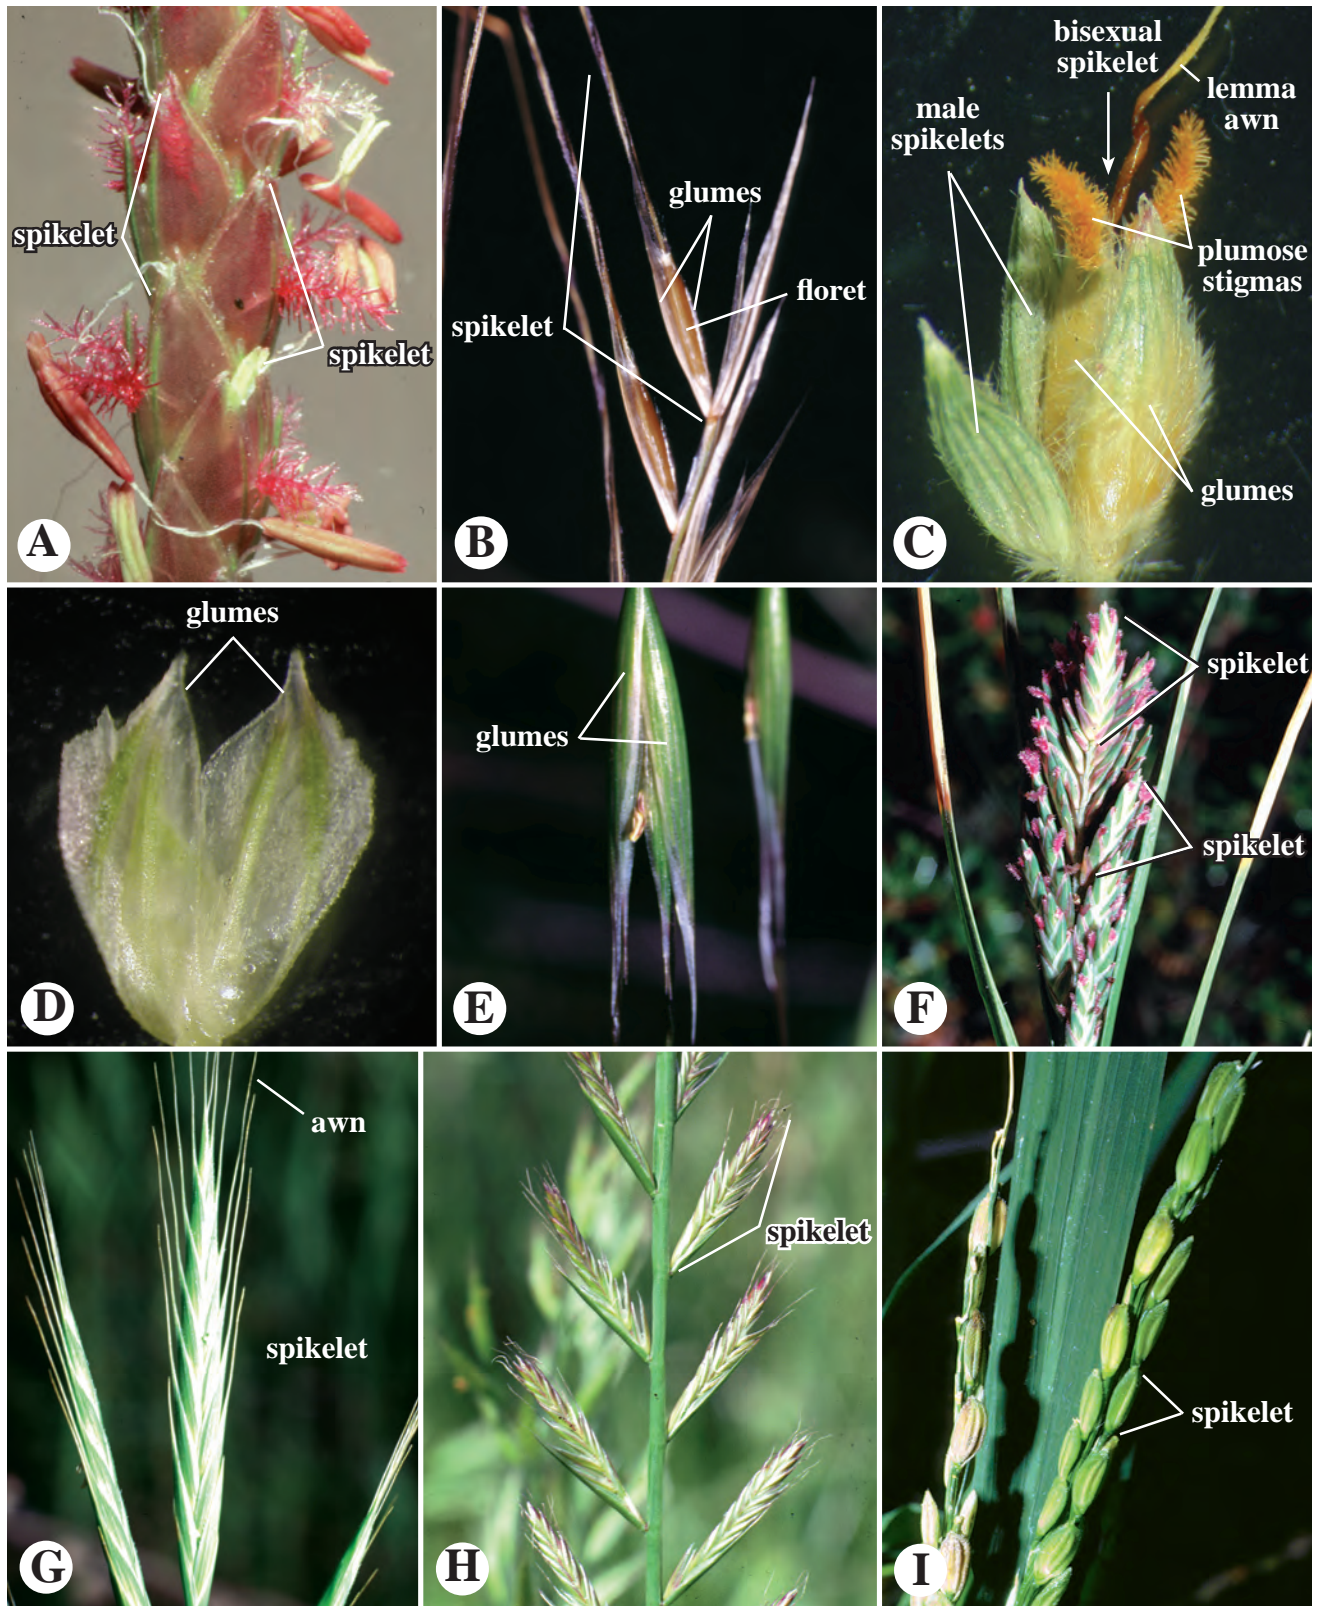 spikelet
spikelet
A
glumes
floret
spikelet
B
bisexual
spikelet
lemma
awn
male
spikelets
plumose
stigmas
glumes
C
glumes
D
glumes
E
spikelet
spikelet
F
awn
spikelet
G
spikelet
H
spikelet
I